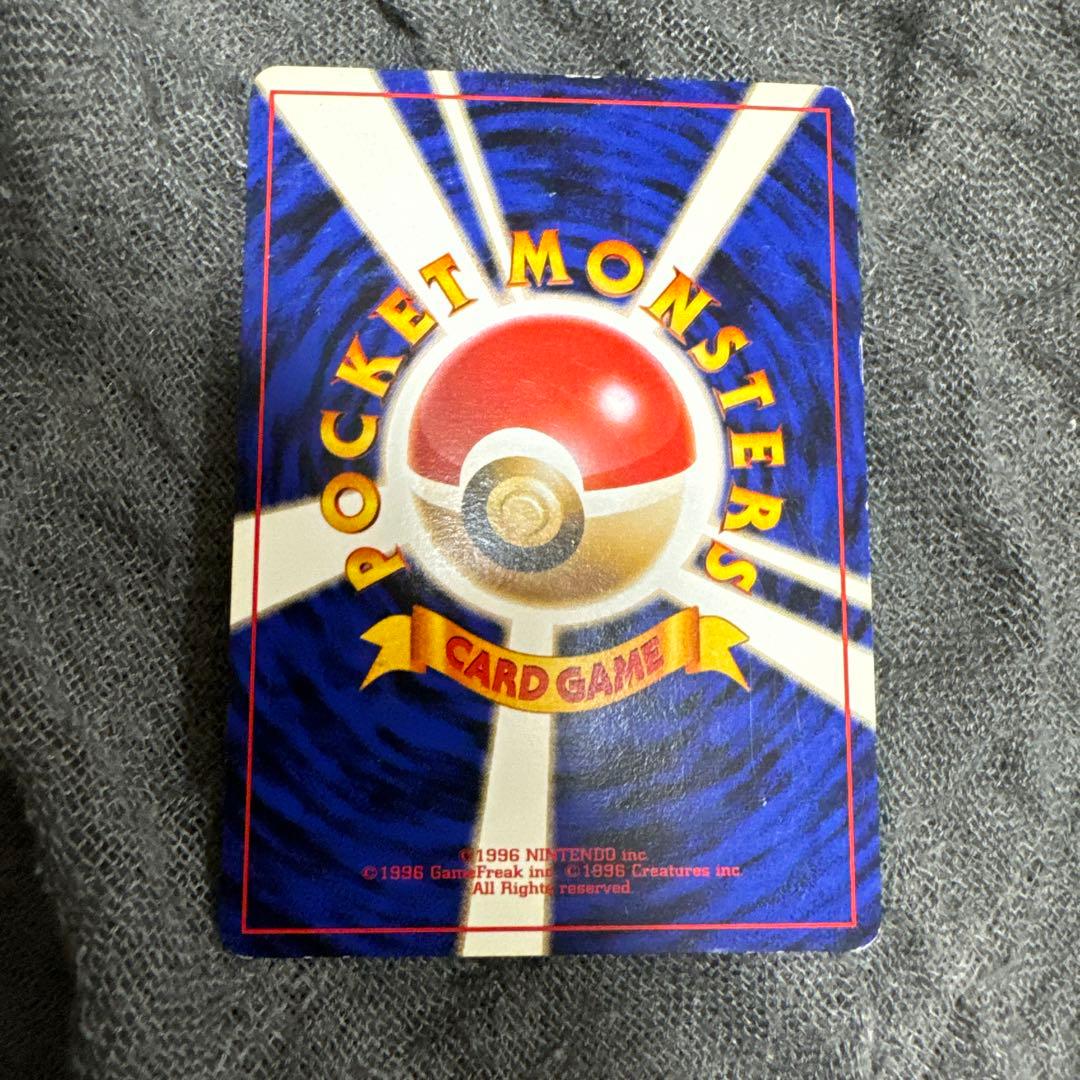 POCKET MONSTERS
CARD GAME
©1996 NINTENDO inc.
©1996 GameFreak inc. ©1996 Creatures inc.
All Rights reserved.